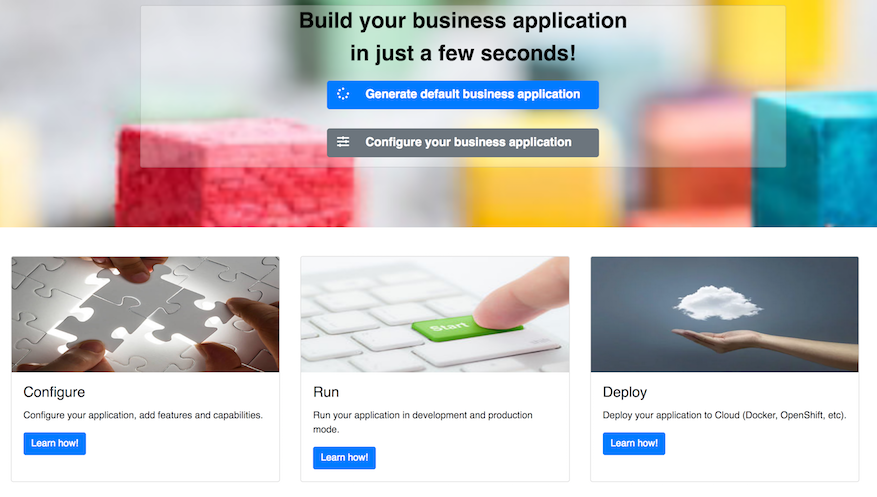 Build your business application
in just a few seconds!
Generate default business application
Configure your business application
Start
Configure
Configure your application, add features and capabilities.
Learn how!
Run
Run your application in development and production
mode.
Learn how!
Deploy
Deploy your application to Cloud (Docker, OpenShift, etc).
Learn how!